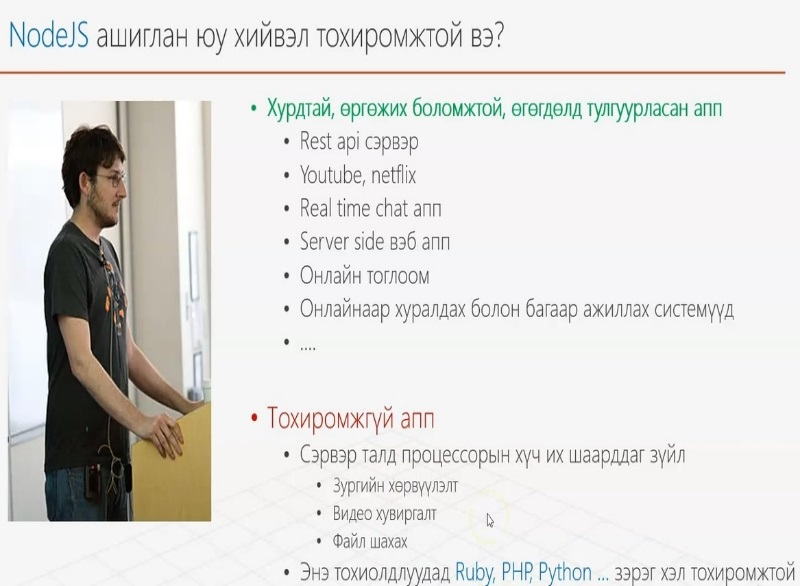 NodeJS ашиглан юу хийвэл тохиромжтой вэ?
Хурдтай, өргөжих боломжтой, өгөгдөлд тулгуурласан апп
Rest api сэрвэр
Youtube, netflix
Real time chat апп
Server side вэб апп
Онлайн тоглоом
Онлайнаар хуралдах болон багаар ажиллах системүүд
....
Тохиромжгүй апп
Сэрвэр талд процессорын хүч их шаарддаг зүйл
Зургийн хөрвүүлэлт
Видео хувиргалт
Файл шахах
Энэ тохиолдлуудад Ruby, PHP, Python ... зэрэг хэл тохиромжтой